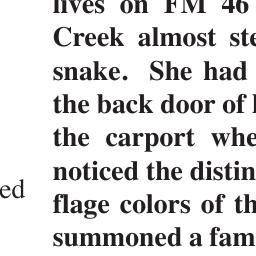 lives on FM 46
Creek almost ste
snake. She had
the back door of
the carport whe
noticed the distin
ed
flage colors of th
summoned a fam